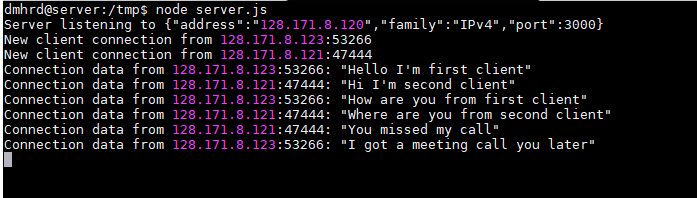 dmhrd@server:/tmp$ node server.js
Server listening to {"address":"128.171.8.120","family":"IPv4","port":3000}
New client connection from 128.171.8.123:53266
New client connection from 128.171.8.121:47444
Connection data from 128.171.8.123:53266: "Hello I'm first client"
Connection data from 128.171.8.121:47444: "Hi I'm second client"
Connection data from 128.171.8.123:53266: "How are you from first client"
Connection data from 128.171.8.121:47444: "Where are you from second client"
Connection data from 128.171.8.121:47444: "You missed my call"
Connection data from 128.171.8.123:53266: "I got a meeting call you later"